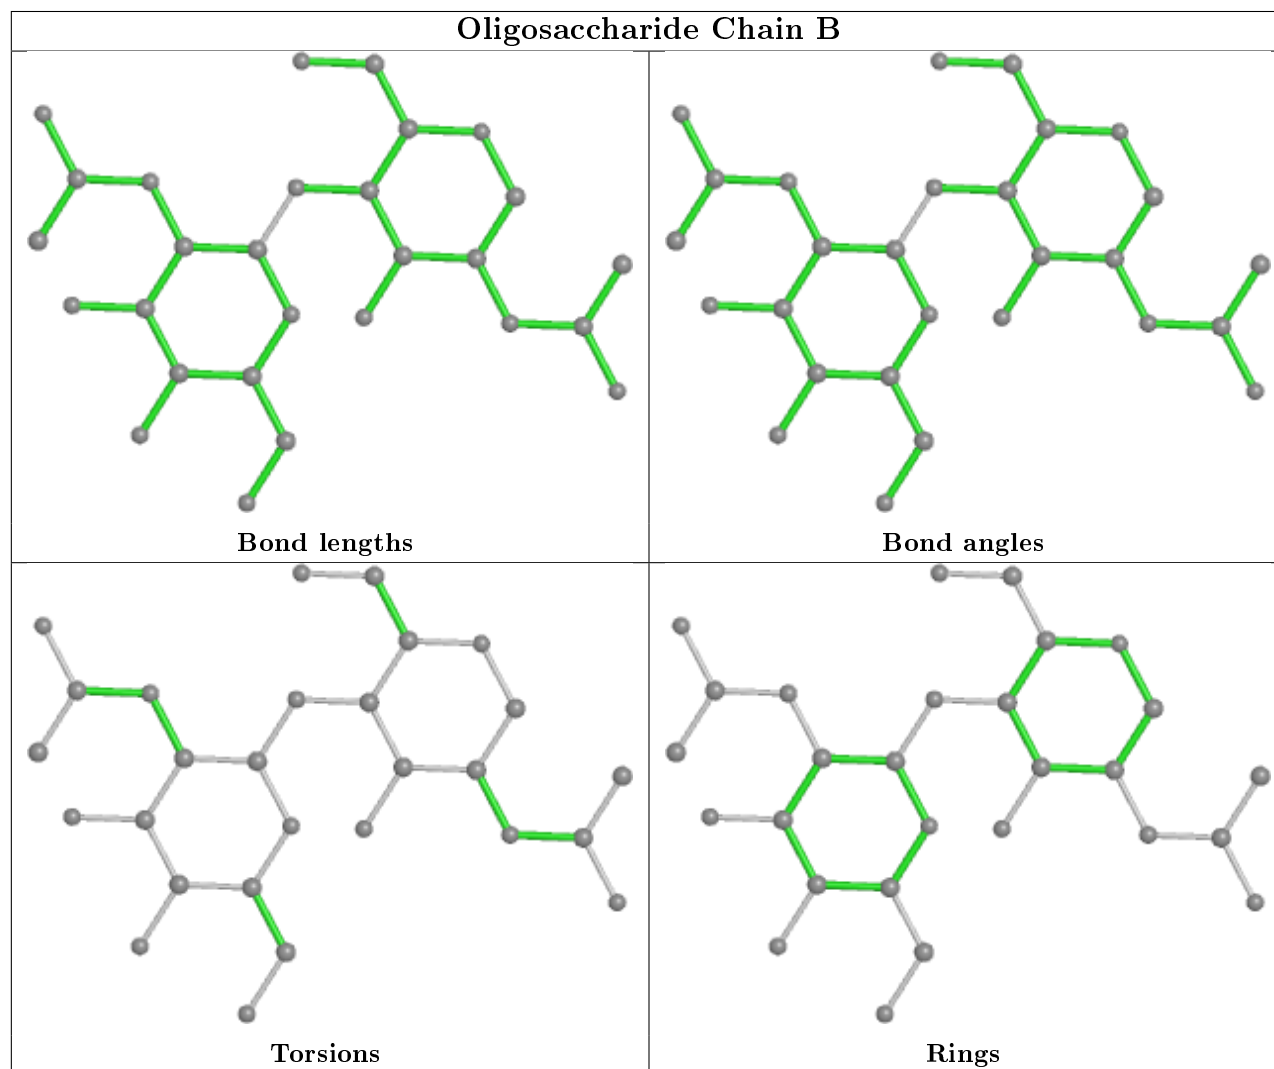 Oligosaccharide Chain B
Bond lengths
Bond angles
Torsions
Rings